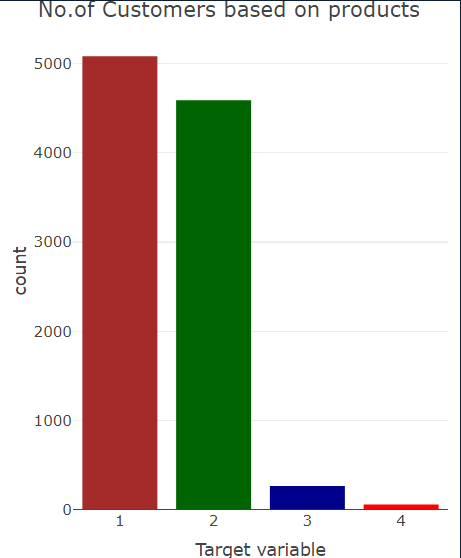 No.of Customers based on products
5000
4000
3000
2000
1000
0
count
1 2 3 4
Target variable